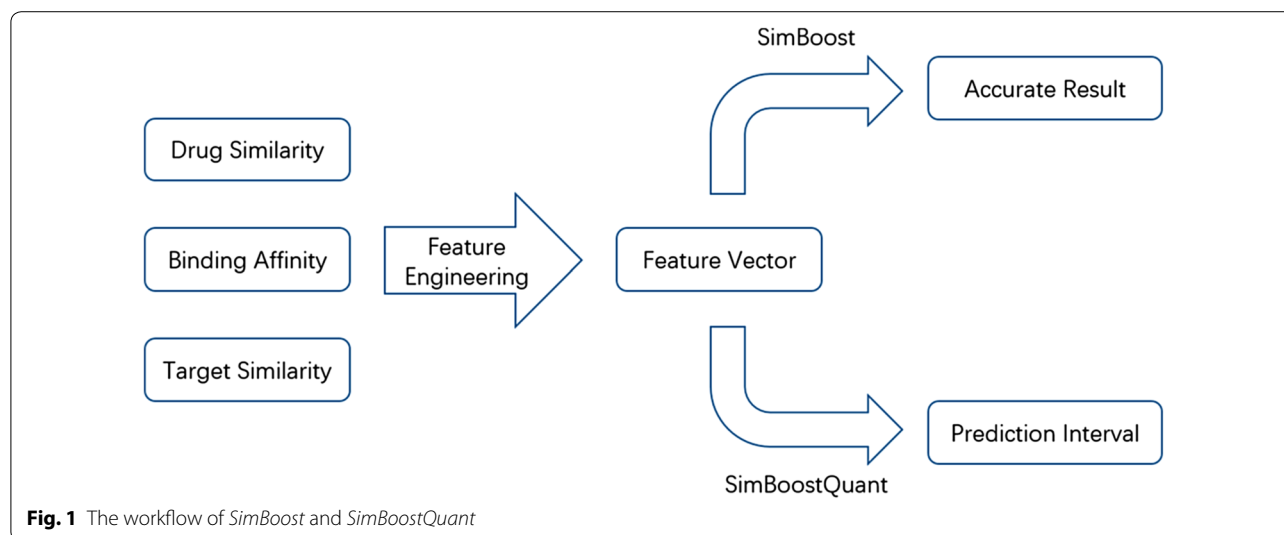 SimBoost
Accurate Result
Drug Similarity
Binding Affinity
Feature
Engineering
Feature Vector
Target Similarity
Prediction Interval
SimBoostQuant
Fig. 1 The workflow of SimBoost and SimBoostQuant